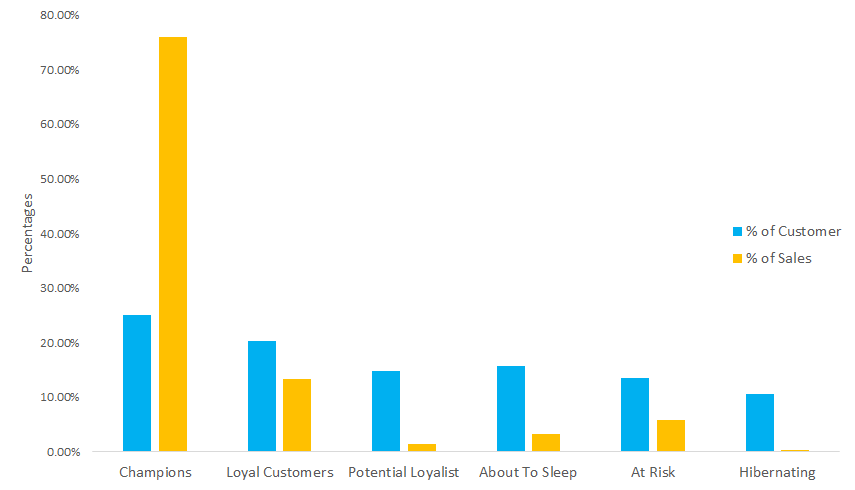 80.00%
70.00%
60.00%
50.00%
40.00%
30.00%
20.00%
10.00%
0.00%
Percentages
Champions
Loyal Customers
Potential Loyalist
About To Sleep
At Risk
Hibernating
% of Customer
% of Sales